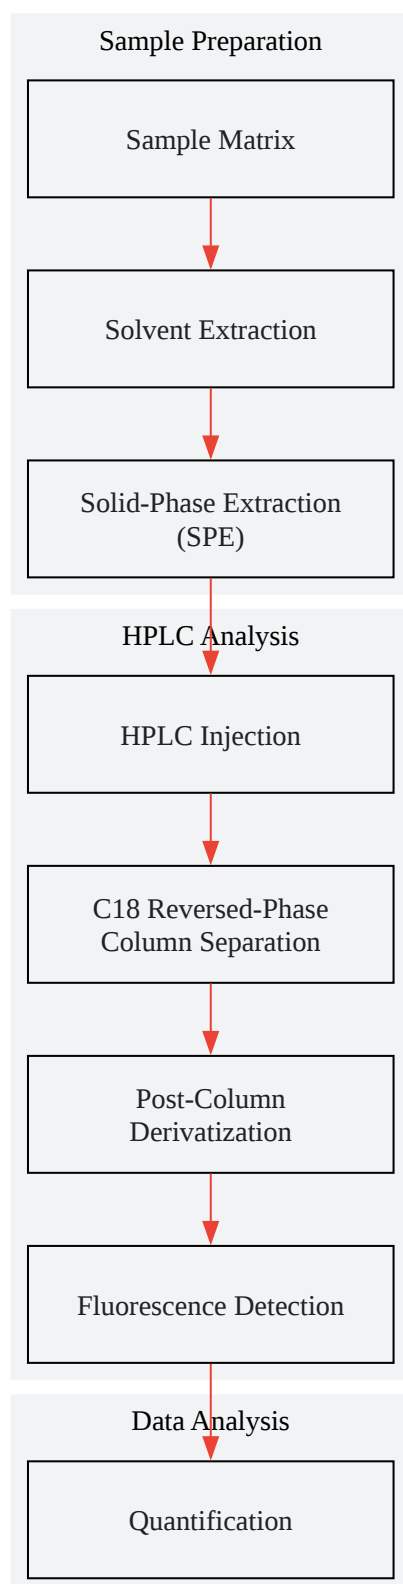 Sample Preparation
Sample Matrix
Solvent Extraction
Solid-Phase Extraction
(SPE)
HPLC Analysis
HPLC Injection
C18 Reversed-Phase
Column Separation
Post-Column
Derivatization
Fluorescence Detection
Data Analysis
Quantification